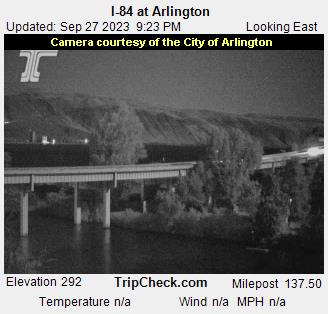 I-84 at Arlington
Updated: Sep 27 2023 9:23 PM Looking East
Camera courtesy of the City of Arlington
Elevation 292 TripCheck.com Milepost 137.50
Temperature n/a Wind n/a MPH n/a